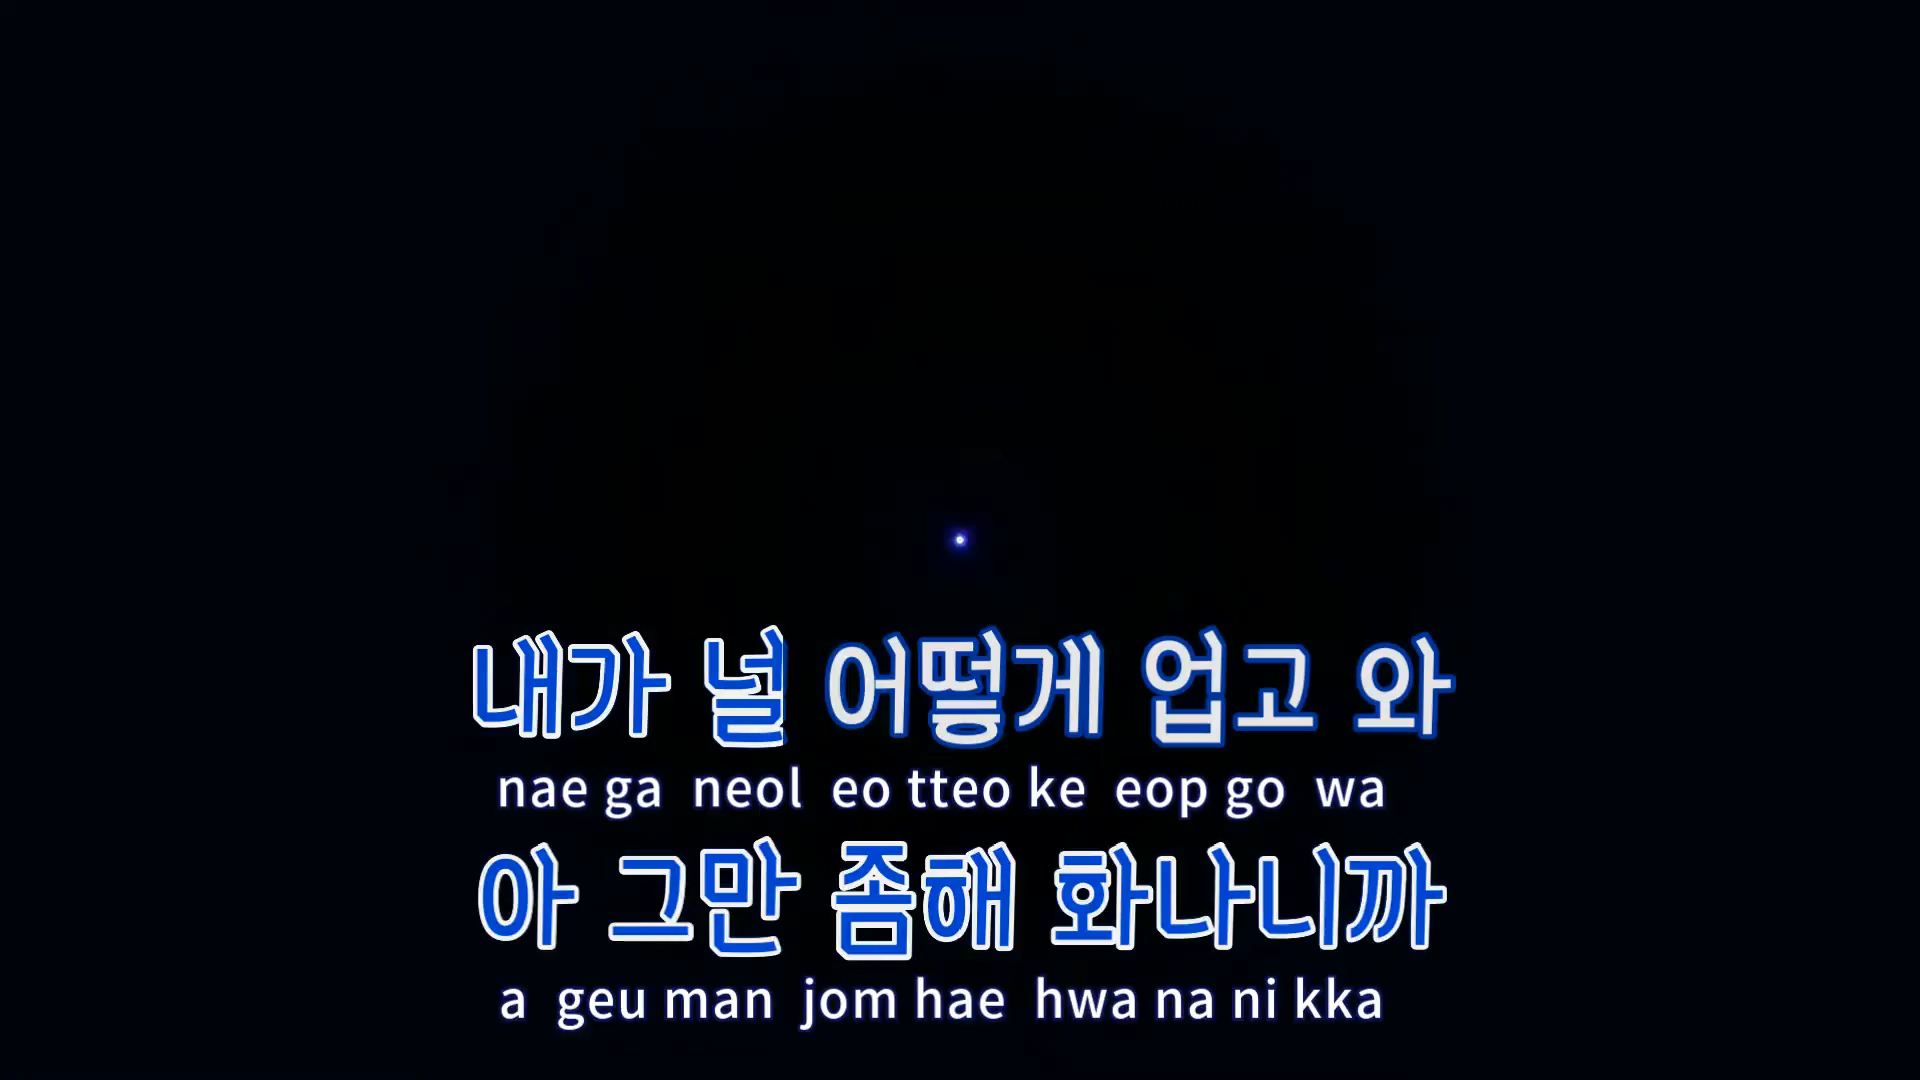 내가 널 어떻게 업고 와
nae ga neol eo tteo ke eop go wa
아 그만 좀해 화나니까
a geu man jom hae hwa na ni kka